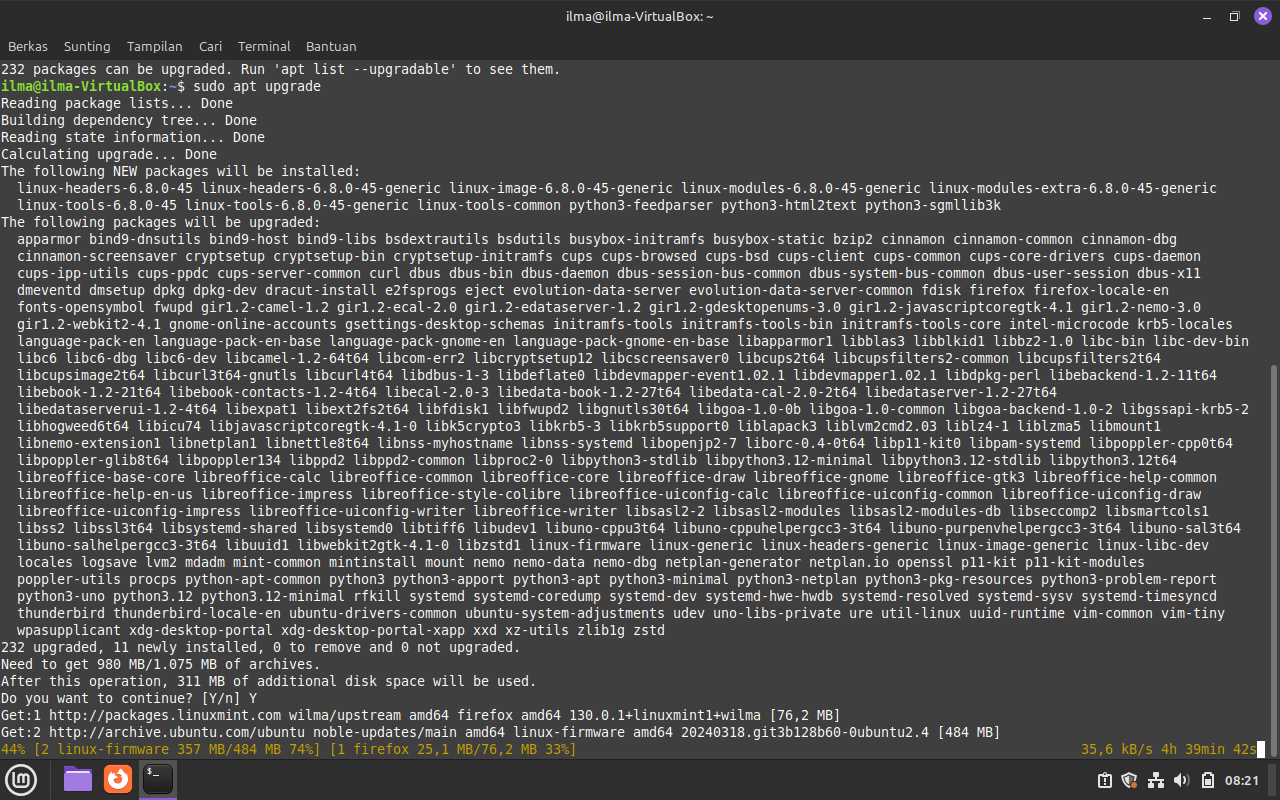 ilma@ilma-VirtualBox: ~
Berkas Sunting Tampilan Cari Terminal Bantuan
232 packages can be upgraded. Run 'apt list --upgradable' to see them.
ilma@ilma-VirtualBox:~$ sudo apt upgrade
Reading package lists... Done
Building dependency tree... Done
Reading state information... Done
Calculating upgrade... Done
The following NEW packages will be installed:
linux-headers-6.8.0-45 linux-headers-6.8.0-45-generic linux-image-6.8.0-45-generic linux-modules-6.8.0-45-generic linux-modules-extra-6.8.0-45-generic
linux-tools-6.8.0-45 linux-tools-6.8.0-45-generic linux-tools-common python3-feedparser python3-html2text python3-sgmllib3k
The following packages will be upgraded:
apparmor bind9-dnsutils bind9-host bind9-libs bsdextrautils bsdutils busybox-initramfs busybox-static bzip2 cinnamon cinnamon-common cinnamon-dbg
cinnamon-screensaver cryptsetup cryptsetup-bin cryptsetup-initramfs cups cups-browsed cups-bsd cups-client cups-common cups-core-drivers cups-daemon
cups-ipp-utils cups-ppdc cups-server-common curl dbus dbus-bin dbus-daemon dbus-session-bus-common dbus-system-bus-common dbus-user-session dbus-x11
dmeventd dmsetup dpkg dpkg-dev dracut-install e2fsprogs eject evolution-data-server evolution-data-server-common fdisk firefox firefox-locale-en
fonts-opensymbol fwupd gir1.2-camel-1.2 gir1.2-ecal-2.0 gir1.2-edataserver-1.2 gir1.2-gdesktopenums-3.0 gir1.2-javascriptcoregtk-4.1 gir1.2-nemo-3.0
gir1.2-webkit2-4.1 gnome-online-accounts gsettings-desktop-schemas initramfs-tools initramfs-tools-bin initramfs-tools-core intel-microcode krb5-locales
language-pack-en language-pack-en-base language-pack-gnome-en language-pack-gnome-en-base libapparmor1 libblas3 libblkid1 libbz2-1.0 libc-bin libc-dev-bin
libc6 libc6-dbg libc6-dev libcamel-1.2-64t64 libcom-err2 libcryptsetup12 libcscreensaver0 libcups2t64 libcupsfilters2-common libcupsfilters2t64
libcupsimage2t64 libcurl3t64-gnutls libcurl4t64 libdbus-1-3 libdeflate0 libdevmapper-event1.02.1 libdevmapper1.02.1 libdpkg-perl libebackend-1.2-11t64
libebook-1.2-21t64 libebook-contacts-1.2-4t64 libecal-2.0-3 libedata-book-1.2-27t64 libedata-cal-2.0-2t64 libedataserver-1.2-27t64
libedataserverui-1.2-4t64 libexpat1 libext2fs2t64 libfdisk1 libfwupd2 libgnutls30t64 libgoa-1.0-0b libgoa-1.0-common libgoa-backend-1.0-2 libgssapi-krb5-2
libhogweed6t64 libicu74 libjavascriptcoregtk-4.1-0 libk5crypto3 libkrb5-3 libkrb5support0 liblapack3 liblvm2cmd2.03 liblz4-1 liblzma5 libmount1
libnemo-extension1 libnetplan1 libnettle8t64 libnss-myhostname libnss-systemd libopenjp2-7 liborc-0.4-0t64 libp11-kit0 libpam-systemd libpoppler-cpp0t64
libpoppler-glib8t64 libpoppler134 libppd2 libppd2-common libproc2-0 libpython3-stdlib libpython3.12-minimal libpython3.12-stdlib libpython3.12t64
libreoffice-base-core libreoffice-calc libreoffice-common libreoffice-core libreoffice-draw libreoffice-gnome libreoffice-gtk3 libreoffice-help-common
libreoffice-help-en-us libreoffice-impress libreoffice-style-colibre libreoffice-uiconfig-calc libreoffice-uiconfig-common libreoffice-uiconfig-draw
libreoffice-uiconfig-impress libreoffice-uiconfig-writer libreoffice-writer libsasl2-2 libsasl2-modules libsasl2-modules-db libseccomp2 libsmartcols1
libss2 libssl3t64 libsystemd-shared libsystemd0 libtiff6 libudev1 libuno-cppu3t64 libuno-cppuhelpergcc3-3t64 libuno-purpenvhelpergcc3-3t64 libuno-sal3t64
libuno-salhelpergcc3-3t64 libuuid1 libwebkit2gtk-4.1-0 libzstd1 linux-firmware linux-generic linux-headers-generic linux-image-generic linux-libc-dev
locales logsave lvm2 mdadm mint-common mintinstall mount nemo nemo-data nemo-dbg netplan-generator netplan.io openssl p11-kit p11-kit-modules
poppler-utils procps python-apt-common python3 python3-apport python3-apt python3-minimal python3-netplan python3-pkg-resources python3-problem-report
python3-uno python3.12 python3.12-minimal rfkill systemd systemd-coredump systemd-dev systemd-hwe-hwdb systemd-resolved systemd-sysv systemd-timesyncd
thunderbird thunderbird-locale-en ubuntu-drivers-common ubuntu-system-adjustments udev uno-libs-private ure util-linux uuid-runtime vim-common vim-tiny
wpasupplicant xdg-desktop-portal xdg-desktop-portal-xapp xxd xz-utils zlib1g zstd
232 upgraded, 11 newly installed, 0 to remove and 0 not upgraded.
Need to get 980 MB/1.075 MB of archives.
After this operation, 311 MB of additional disk space will be used.
Do you want to continue? [Y/n] Y
Get:1 http://packages.linuxmint.com wilma/upstream amd64 firefox amd64 130.0.1+linuxmint1+wilma [76,2 MB]
Get:2 http://archive.ubuntu.com/ubuntu noble-updates/main amd64 linux-firmware amd64 20240318.git3b128b60-0ubuntu2.4 [484 MB]
44% [2 linux-firmware 357 MB/484 MB 74%] [1 firefox 25,1 MB/76,2 MB 33%] 35,6 kB/s 4h 39min 42s
08:21